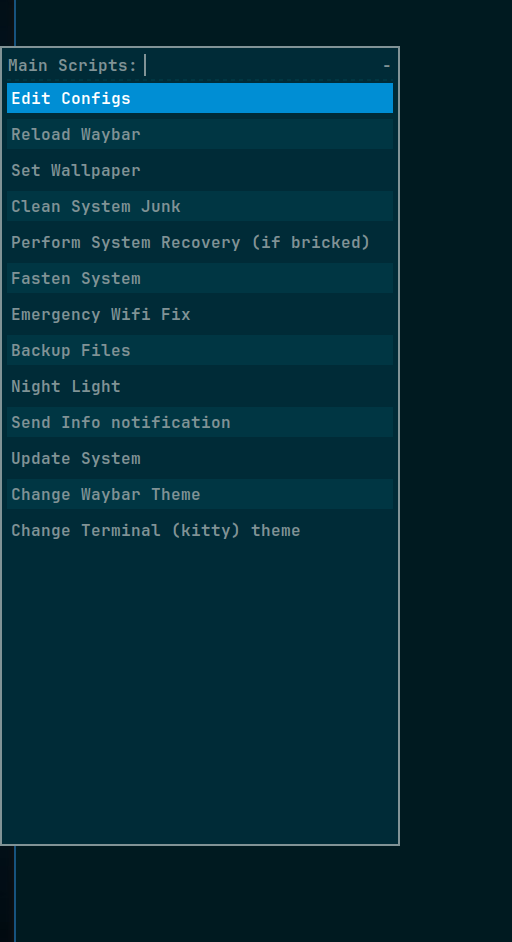 Main Scripts: -
Edit Configs
Reload Waybar
Set Wallpaper
Clean System Junk
Perform System Recovery (if bricked)
Fasten System
Emergency Wifi Fix
Backup Files
Night Light
Send Info notification
Update System
Change Waybar Theme
Change Terminal (kitty) theme